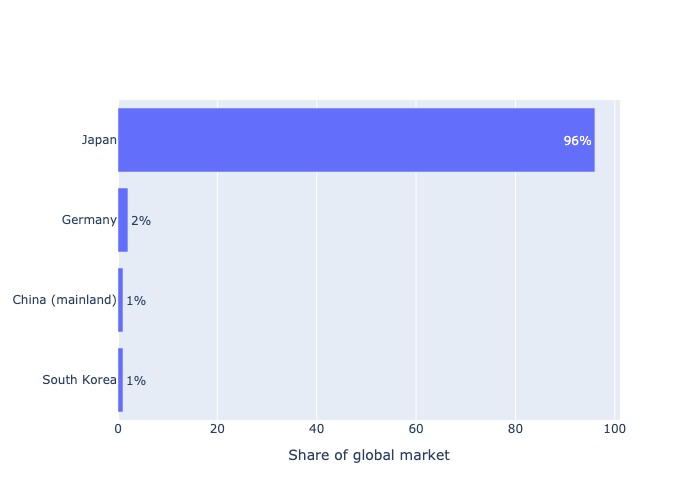 Japan 96%
Germany 2%
China (mainland) 1%
South Korea 1%
0 20 40 60 80 100
Share of global market